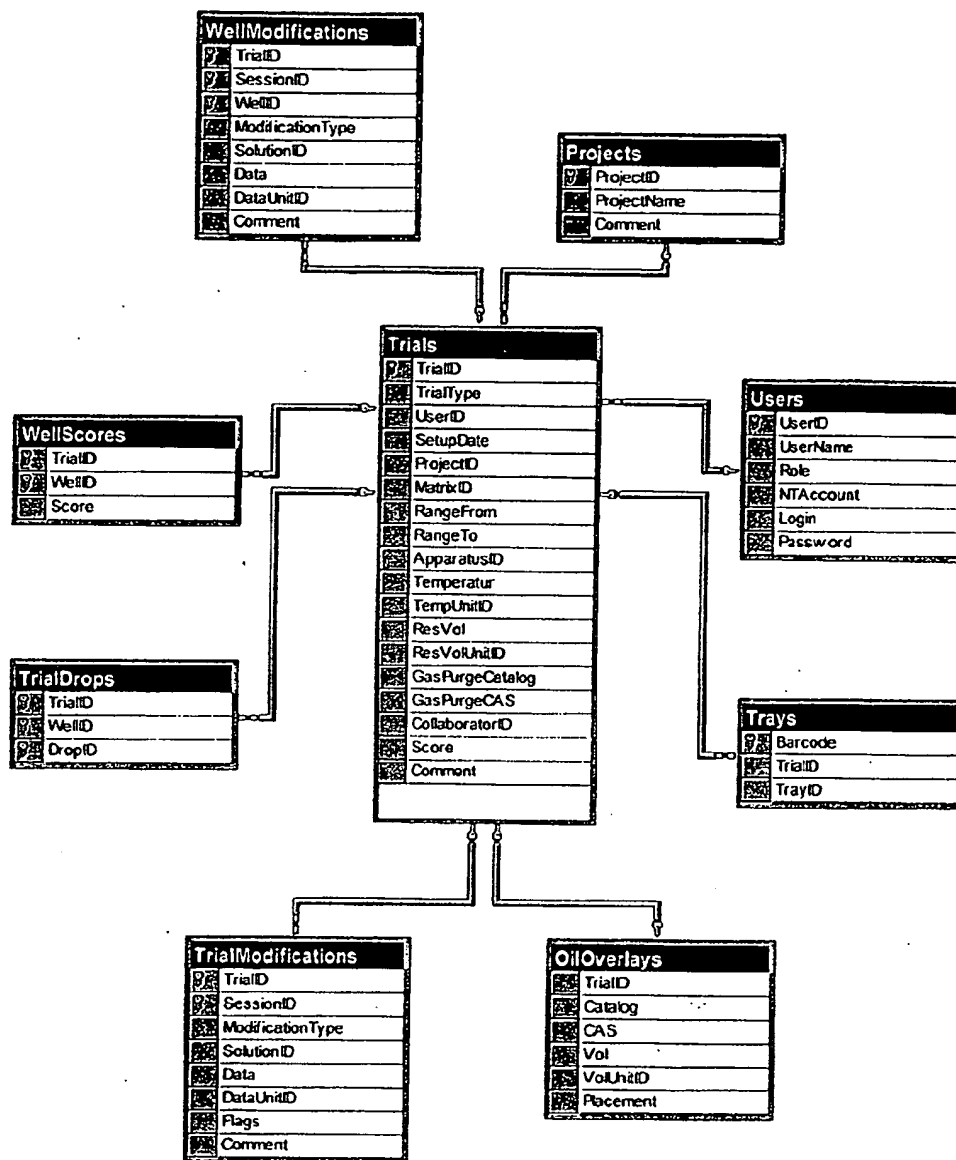 WellModifications
TrialID
SessionID
WellID
ModificationType
SolutionID
Data
DataUnitID
Comment
Projects
ProjectID
ProjectName
Comment
Trials
TrialID
TrialType
UserID
SetupDate
ProjectID
MatrixID
RangeFrom
RangeTo
ApparatusID
Temperatur
TempUnitID
ResVol
ResVolUnitID
GasPurgeCatalog
GasPurgeCAS
CollaboratorID
Score
Comment
WellScores
TrialID
WellID
Score
TrialDrops
TrialID
WellID
DropID
Users
UserID
UserName
Role
NTAccount
Login
Password
Trays
Barcode
TrialID
TrayID
TrialModifications
TrialID
SessionID
ModificationType
SolutionID
Data
DataUnitID
Flags
Comment
OilOverlays
TrialID
Catalog
CAS
Vol
VolUnitID
Placement